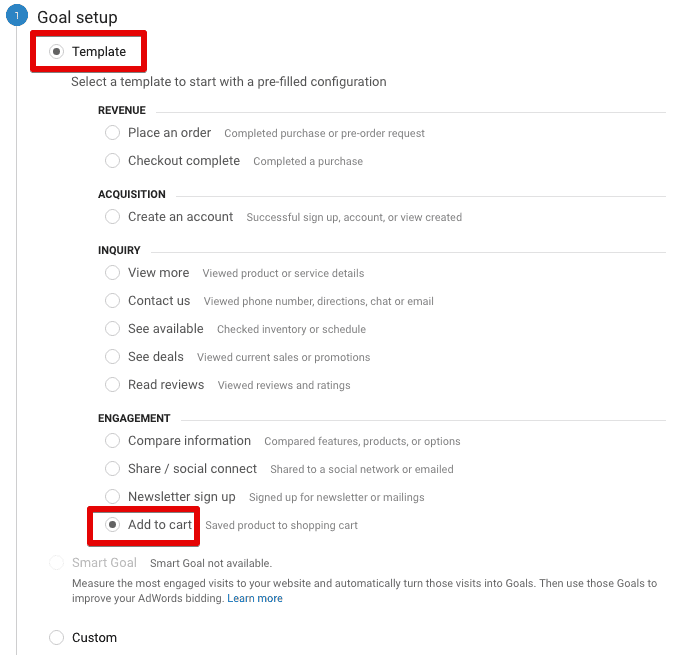 1 Goal setup
Template
Select a template to start with a pre-filled configuration
REVENUE
Place an order Completed purchase or pre-order request
Checkout complete Completed a purchase
ACQUISITION
Create an account Successful sign up, account, or view created
INQUIRY
View more Viewed product or service details
Contact us Viewed phone number, directions, chat or email
See available Checked inventory or schedule
See deals Viewed current sales or promotions
Read reviews Viewed reviews and ratings
ENGAGEMENT
Compare information Compared features, products, or options
Share / social connect Shared to a social network or emailed
Newsletter sign up Signed up for newsletter or mailings
Add to cart Saved product to shopping cart
Smart Goal Smart Goal not available.
Measure the most engaged visits to your website and automatically turn those visits into Goals. Then use those Goals to
improve your AdWords bidding. Learn more
Custom